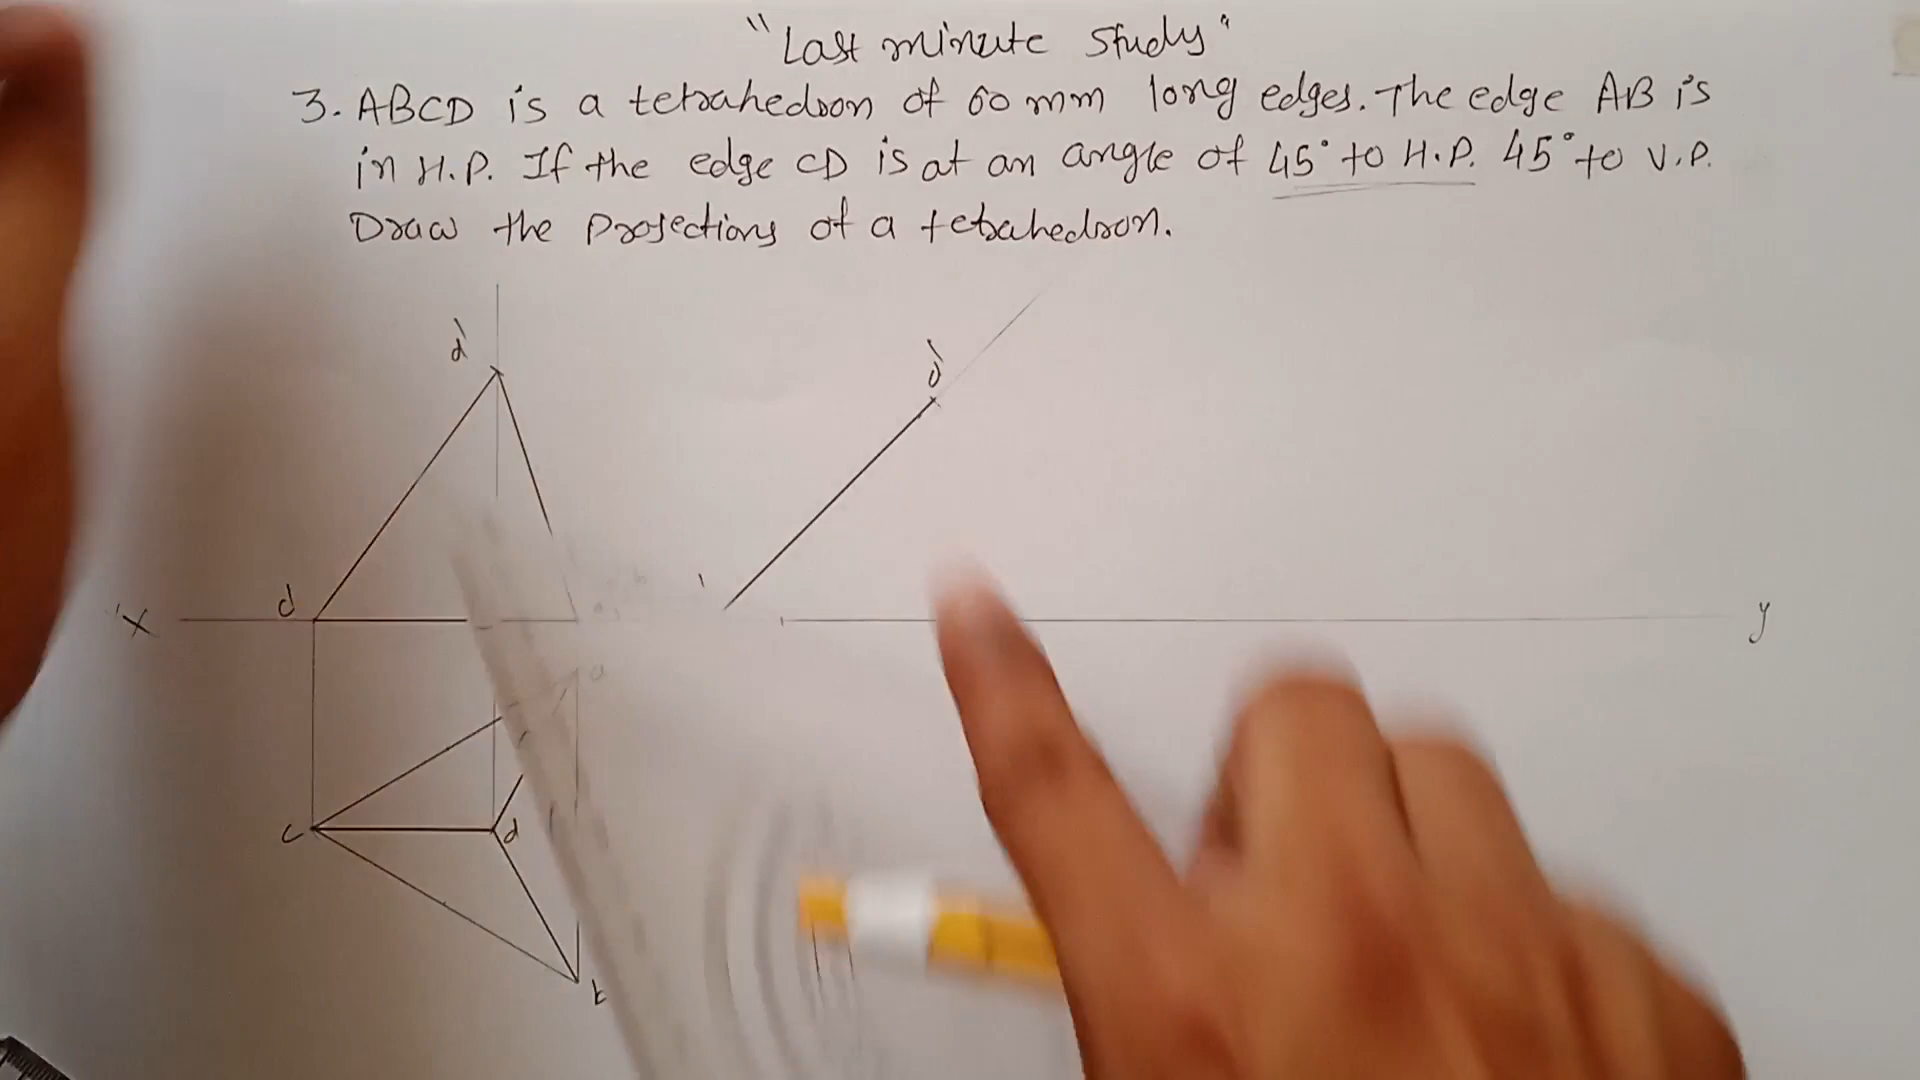 "Last minute study"
3. ABCD is a tetrahedron of 60 mm long edges. The edge AB is
in H.P. If the edge CD is at an angle of 45° to H.P. 45° to V.P.
Draw the projections of a tetrahedron.
d'
d'
d
X
y
a
c
d
b